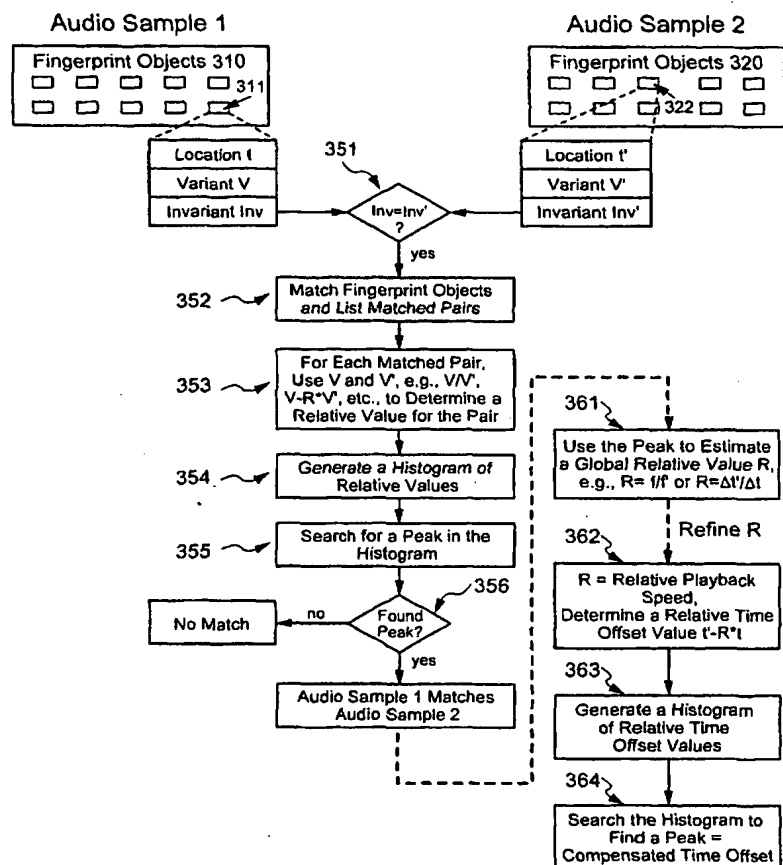 Audio Sample 1
Fingerprint Objects 310
311
Location t
Variant V
Invariant Inv
Audio Sample 2
Fingerprint Objects 320
322
Location t'
Variant V'
Invariant Inv'
351
Inv=Inv'
?
yes
352
Match Fingerprint Objects
and List Matched Pairs
353
For Each Matched Pair,
Use V and V', e.g., V/V',
V-R*V', etc., to Determine a
Relative Value for the Pair
354
Generate a Histogram of
Relative Values
355
Search for a Peak in the
Histogram
356
Found
Peak?
no
No Match
yes
Audio Sample 1 Matches
Audio Sample 2
361
Use the Peak to Estimate
a Global Relative Value R,
e.g., R= f/f' or R=Δt'/Δt
Refine R
362
R = Relative Playback
Speed,
Determine a Relative Time
Offset Value t'-R*t
363
Generate a Histogram
of Relative Time
Offset Values
364
Search the Histogram to
Find a Peak =
Compensated Time Offset